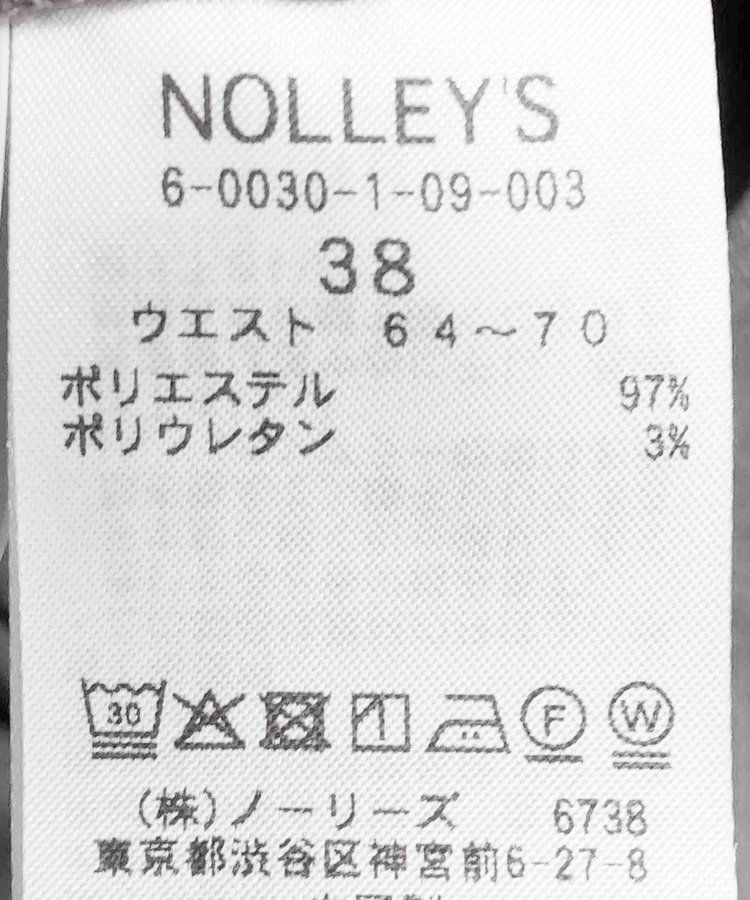 NOLLEY'S
6-0030-1-09-003
38
ウエスト 64～70
ポリエステル 97%
ポリウレタン 3%
30 F W
(株)ノーリーズ 6738
東京都渋谷区神宮前6-27-8